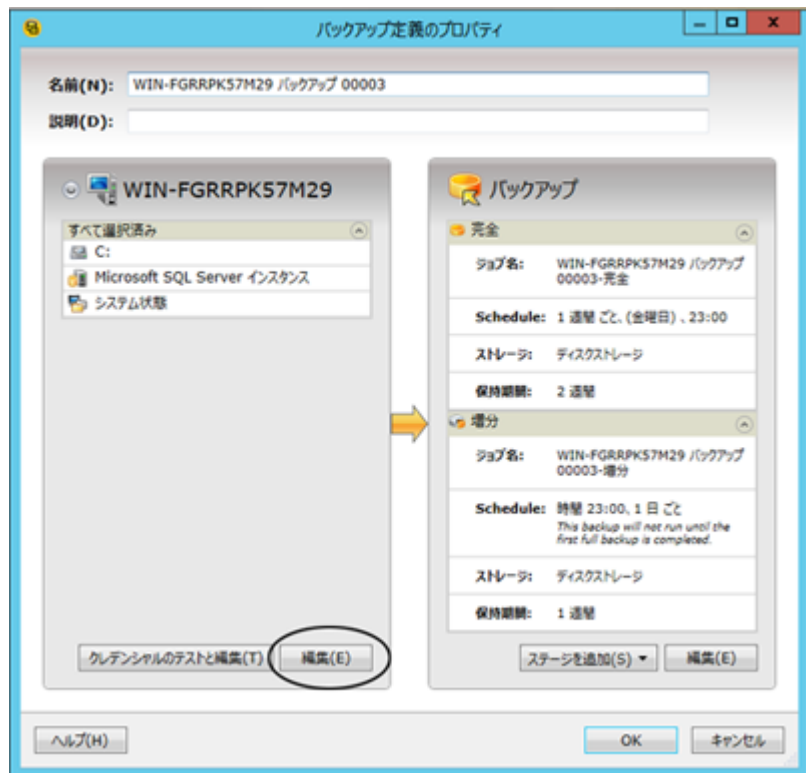 バックアップ定義のプロパティ
名前(N): WIN-FGRRPK57M29 バックアップ 00003
説明(D):
WIN-FGRRPK57M29
すべて選択済み
C:
Microsoft SQL Server インスタンス
システム状態
クレデンシャルのテストと編集(T)
編集(E)
バックアップ
完全
ジョブ名: WIN-FGRRPK57M29 バックアップ
00003-完全
Schedule: 1 週間 ごと、(金曜日) 、23:00
ストレージ: ディスクストレージ
保持期間: 2 週間
増分
ジョブ名: WIN-FGRRPK57M29 バックアップ
00003-増分
Schedule: 時間 23:00、1 日 ごと
This backup will not run until the
first full backup is completed.
ストレージ: ディスクストレージ
保持期間: 1 週間
ステージを追加(S)
編集(E)
ヘルプ(H)
OK
キャンセル